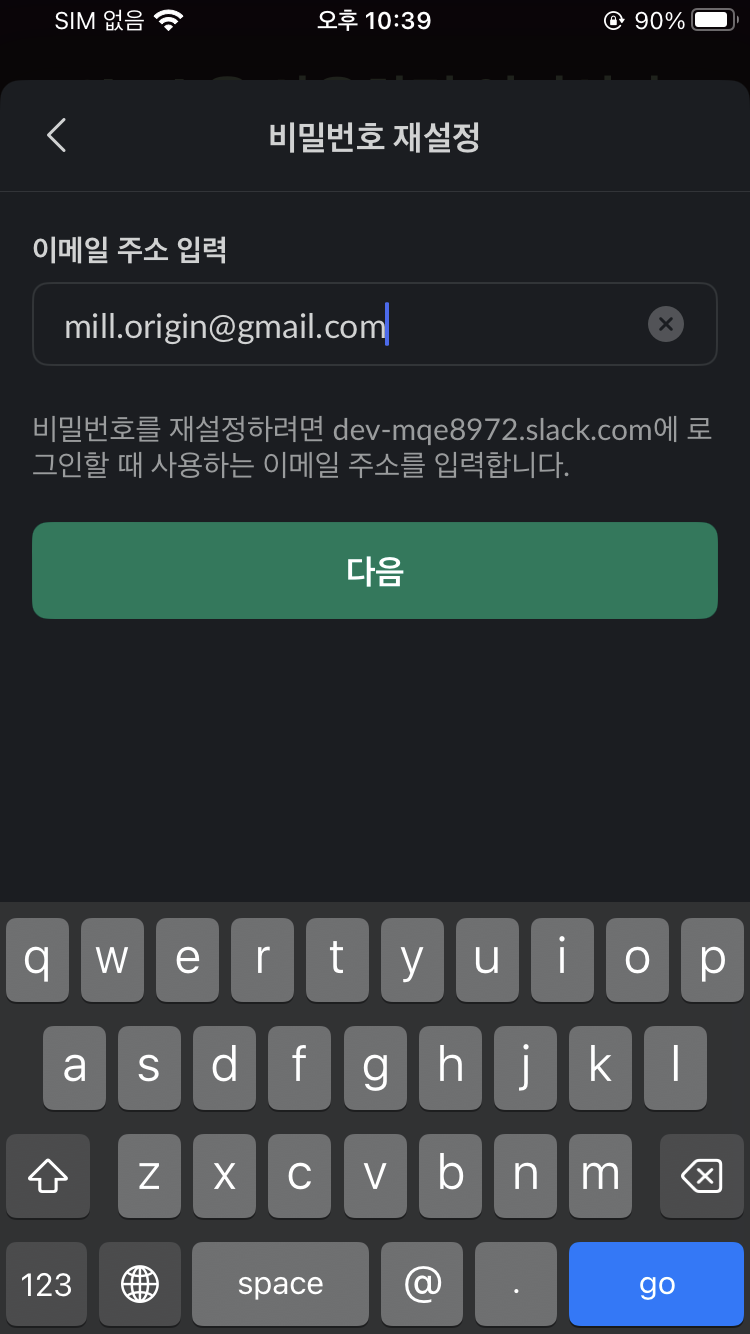 SIM 없음 오후 10:39 90%
비밀번호 재설정
이메일 주소 입력
mill.origin@gmail.com
비밀번호를 재설정하려면 dev-mqe8972.slack.com에 로
그인할 때 사용하는 이메일 주소를 입력합니다.
다음
q w e r t y u i o p
a s d f g h j k l
z x c v b n m
123 space @ . go